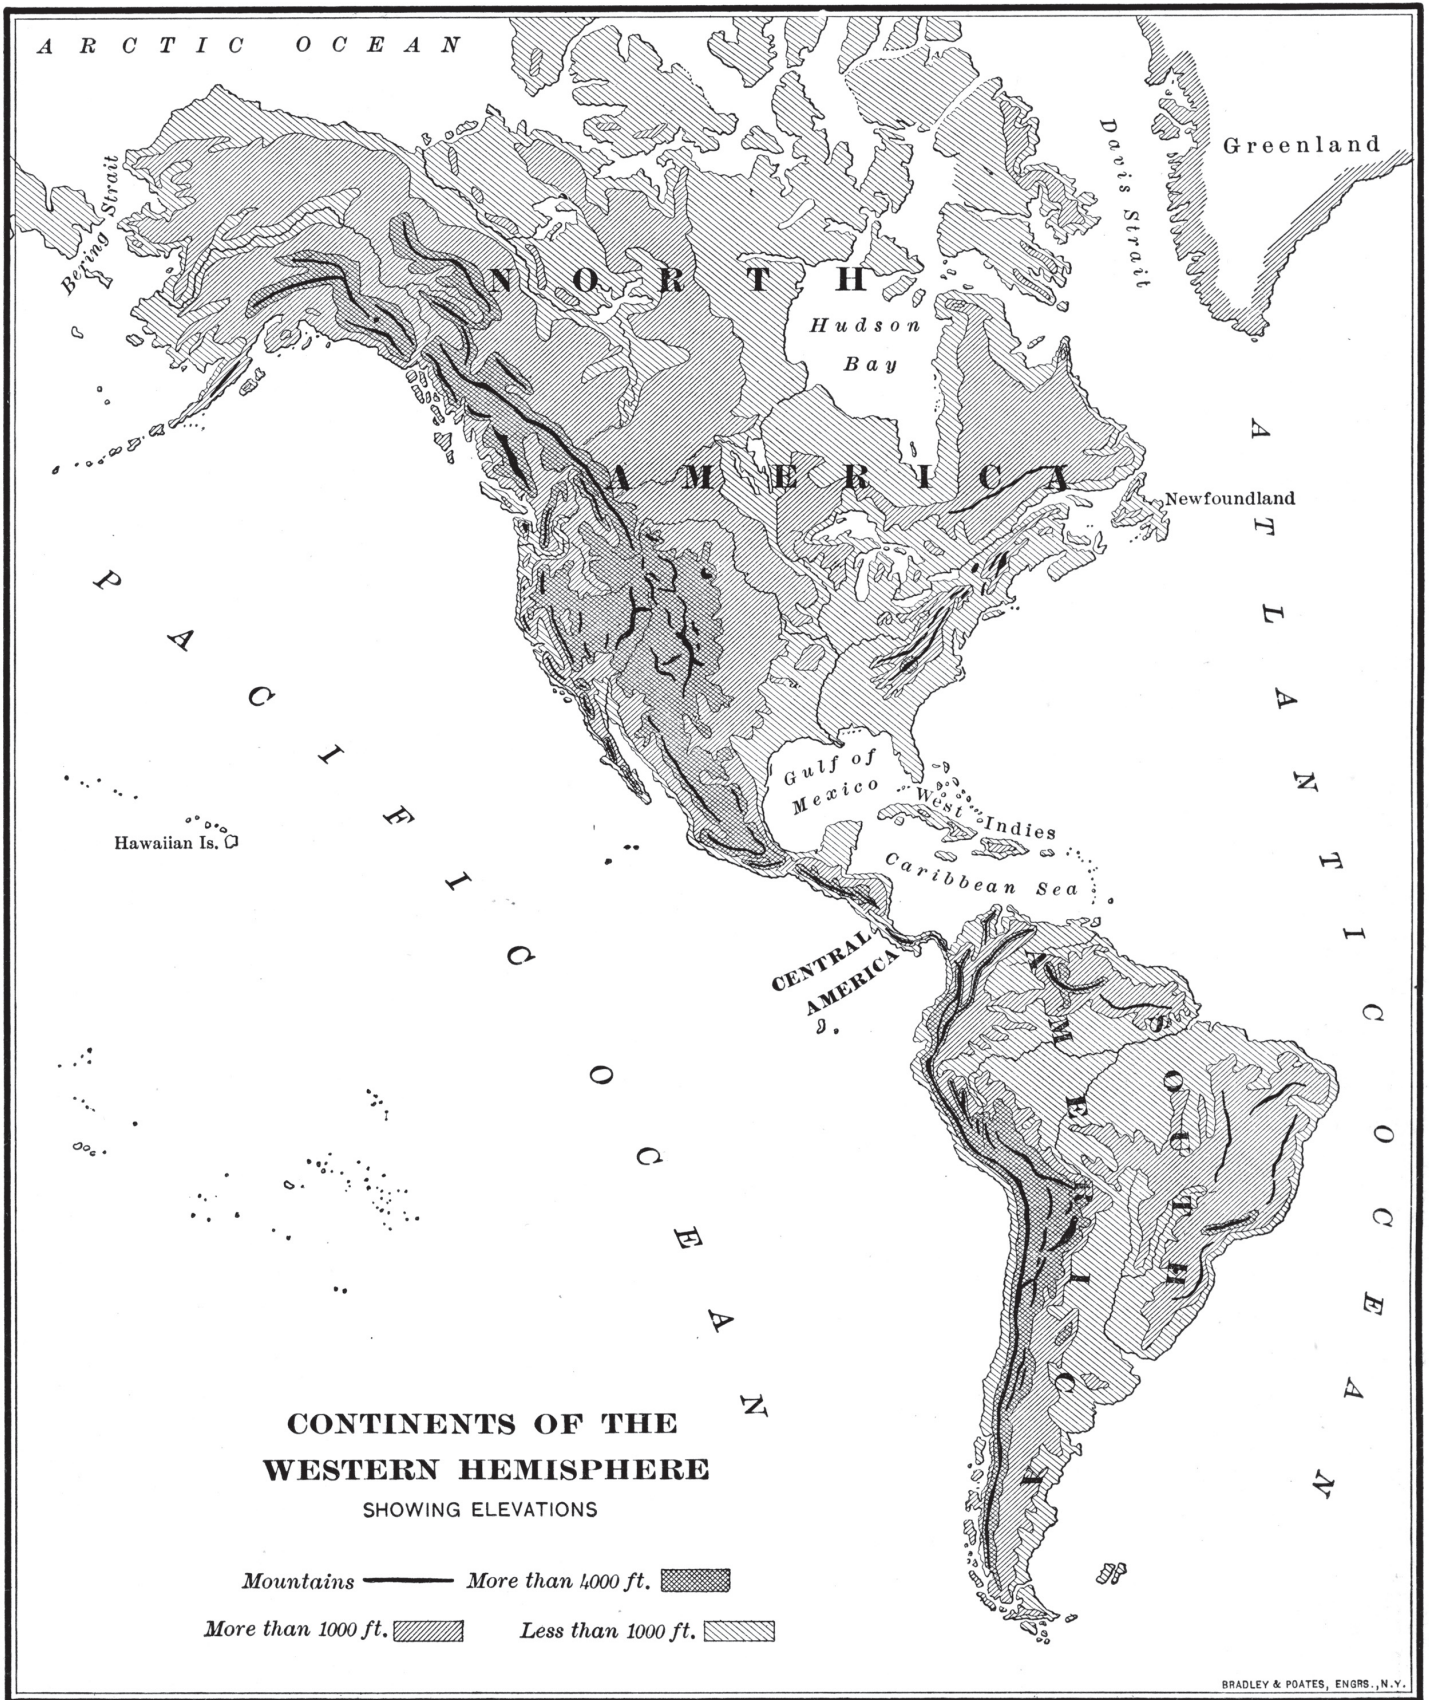 ARCTIC OCEAN
Bering Strait
Davis Strait
Greenland
NORTH
AMERICA
Hudson
Bay
Newfoundland
PACIFIC OCEAN
ATLANTIC OCEAN
Hawaiian Is.
Gulf of
Mexico
West Indies
Caribbean Sea
CENTRAL
AMERICA
SOUTH
AMERICA
CONTINENTS OF THE
WESTERN HEMISPHERE
SHOWING ELEVATIONS
Mountains More than 4000 ft.
More than 1000 ft. Less than 1000 ft.
BRADLEY & POATES, ENGRS., N.Y.